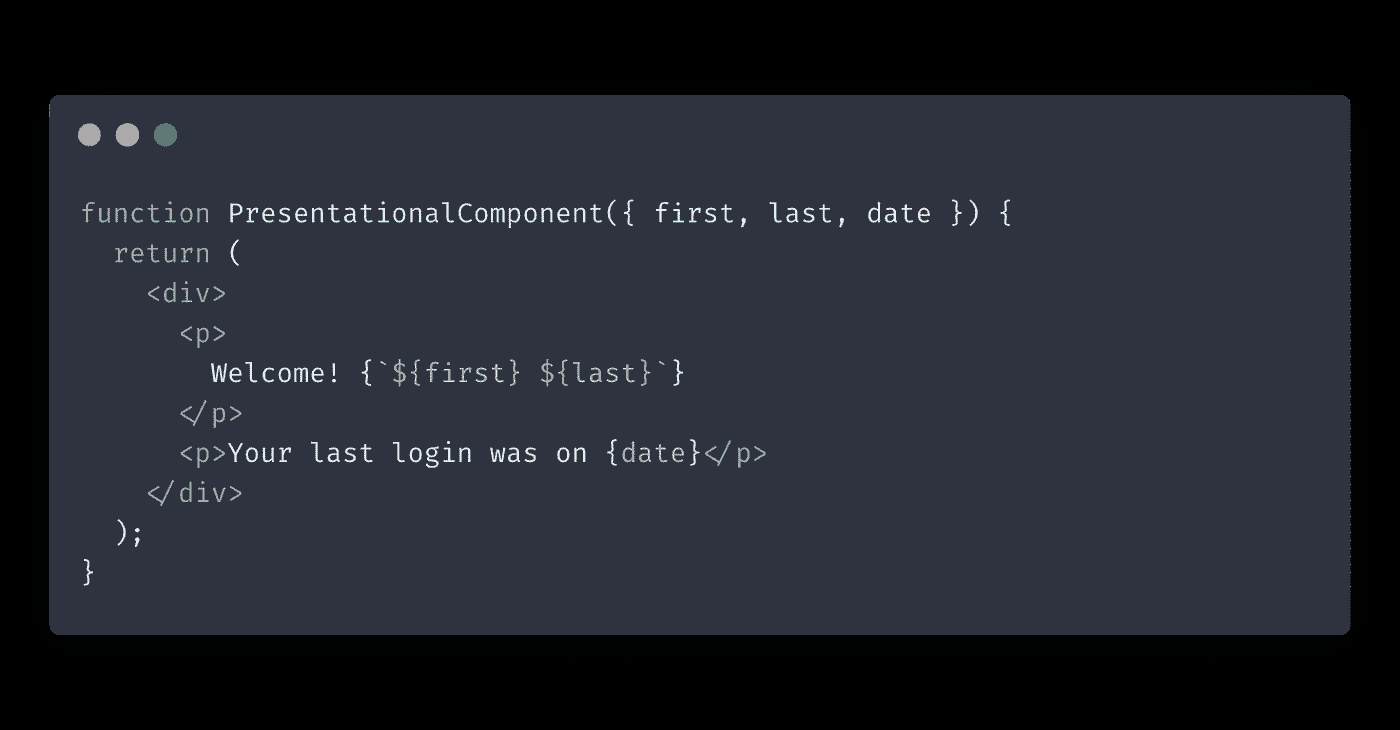 function PresentationalComponent({ first, last, date }) {
  return (
    <div>
      <p>
        Welcome! {`${first} ${last}`}
      </p>
      <p>Your last login was on {date}</p>
    </div>
  );
}